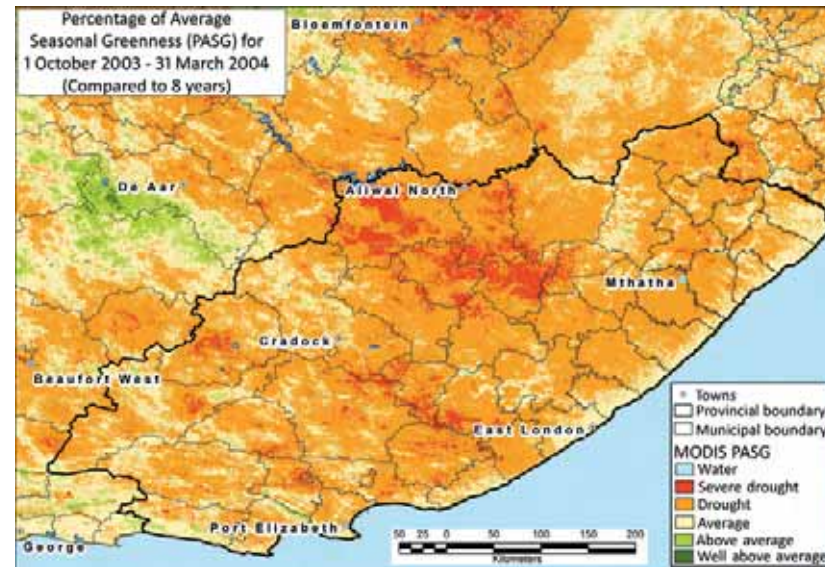 Percentage of Average
Seasonal Greenness (PASG) for
1 October 2003 - 31 March 2004
(Compared to 8 years)
Bloemfontein
De Aar
Aliwal North
Mthatha
Cradock
Beaufort West
East London
Port Elizabeth
George
50 25 0 50 100 150 200
Kilometers
Towns
Provincial boundary
Municipal boundary
MODIS PASG
Water
Severe drought
Drought
Average
Above average
Well above average